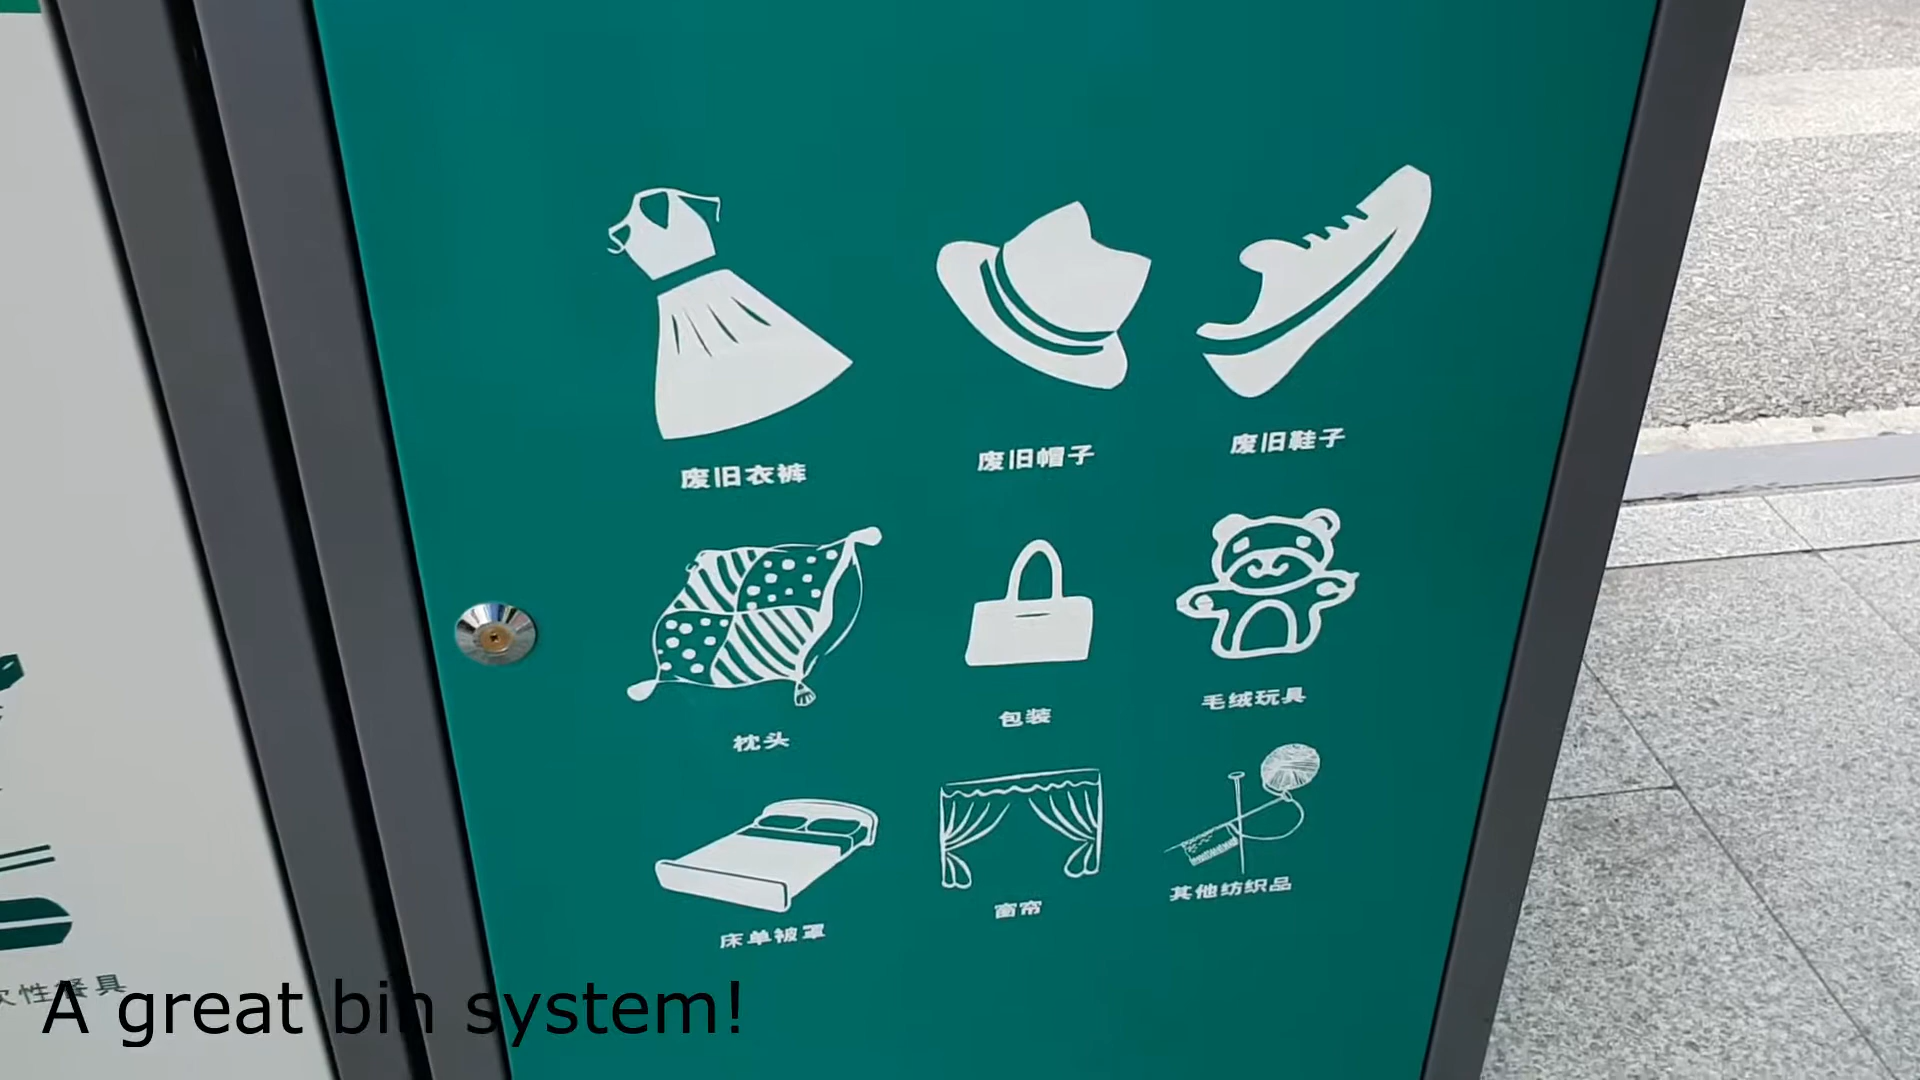 废旧衣裤
废旧帽子
废旧鞋子
枕头
包装
毛绒玩具
床单被罩
窗帘
其他纺织品
次性餐具
A great bin system!